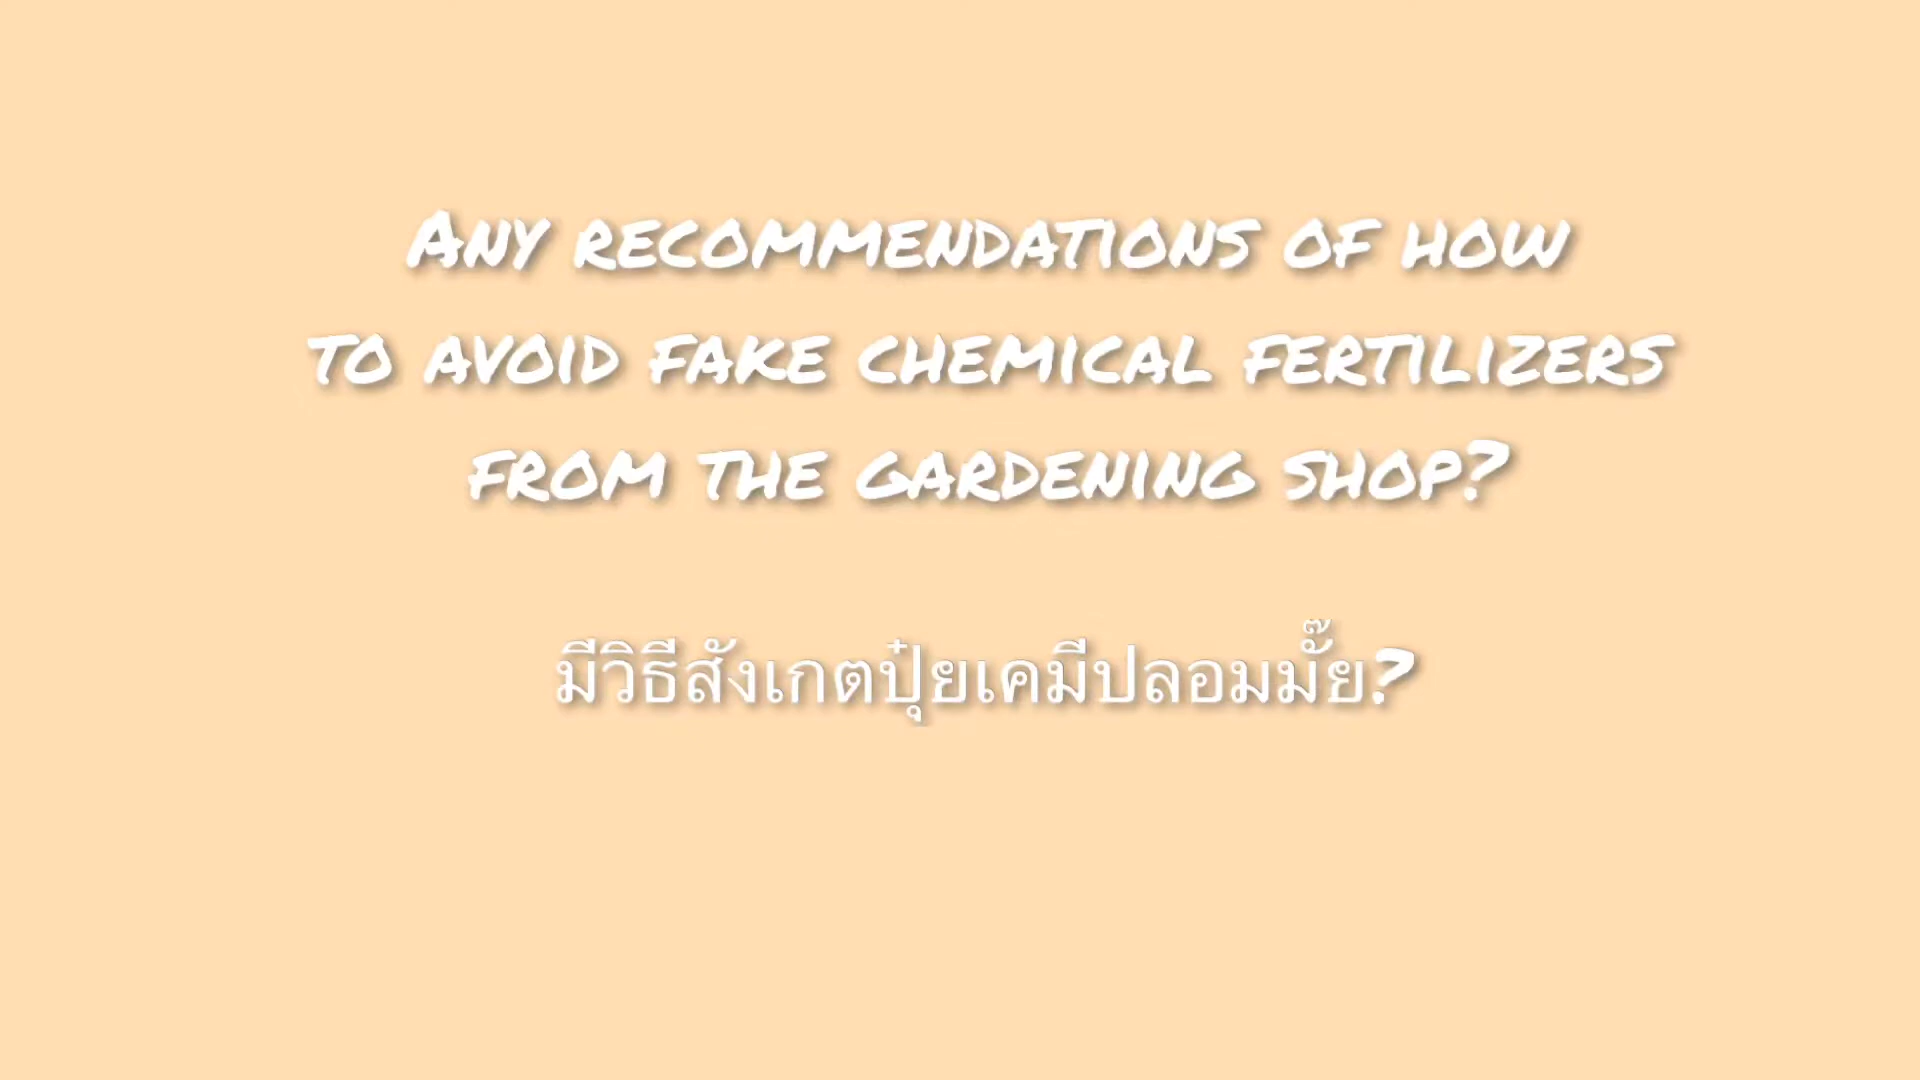 Any recommendations of how
to avoid fake chemical fertilizers
from the gardening shop?
มีวิธีสังเกตปุ๋ยเคมีปลอมมั๊ย?